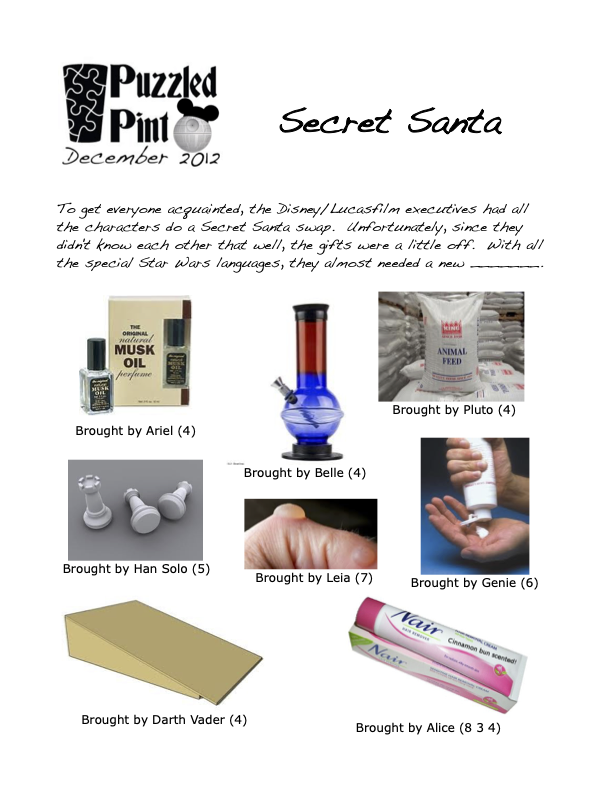 Puzzled
Pint
December 2012
Secret Santa
To get everyone acquainted, the Disney/Lucasfilm executives had all
the characters do a Secret Santa swap. Unfortunately, since they
didn't know each other that well, the gifts were a little off. With all
the special Star Wars languages, they almost needed a new ________.
THE
ORIGINAL
natural
MUSK
OIL
perfume
MUSK
OIL
Brought by Ariel (4)
Brought by Belle (4)
ANIMAL
FEED
Brought by Pluto (4)
Brought by Han Solo (5)
Brought by Leia (7)
Brought by Genie (6)
Brought by Darth Vader (4)
Nair
HAIR REMOVER
Cinnamon bun scented!
Nair
Brought by Alice (8 3 4)